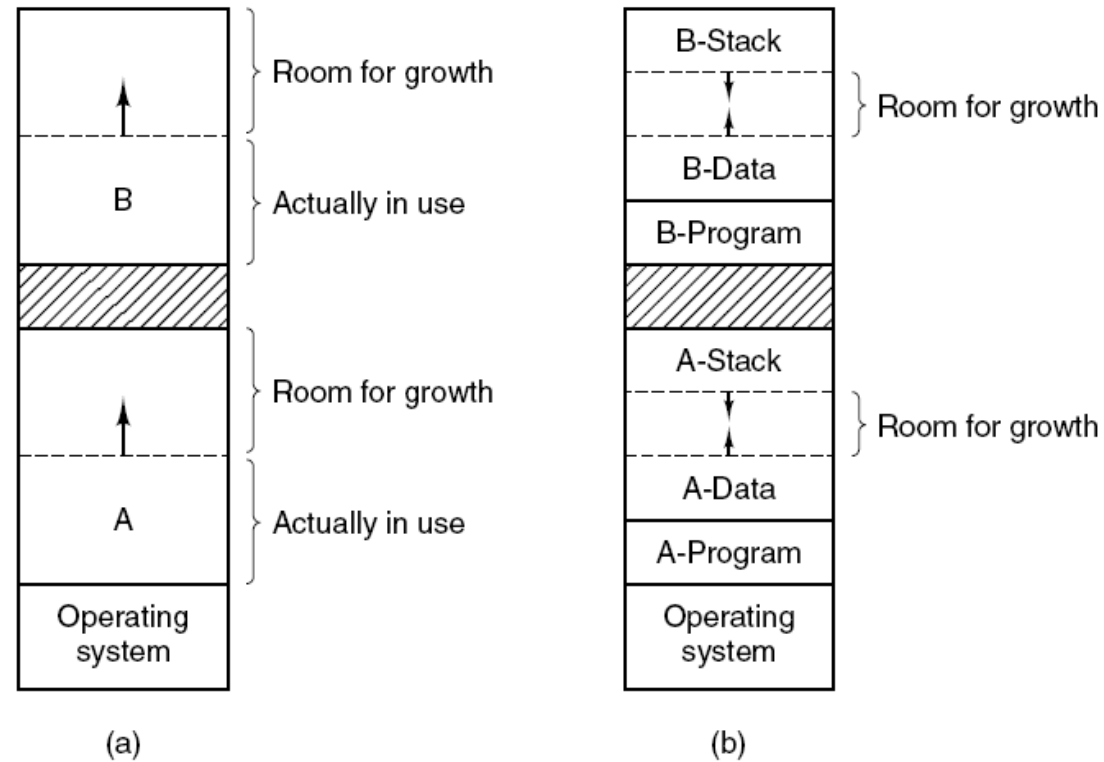 Room for growth
B
Actually in use
Room for growth
A
Actually in use
Operating
system
(a)
B-Stack
Room for growth
B-Data
B-Program
A-Stack
Room for growth
A-Data
A-Program
Operating
system
(b)